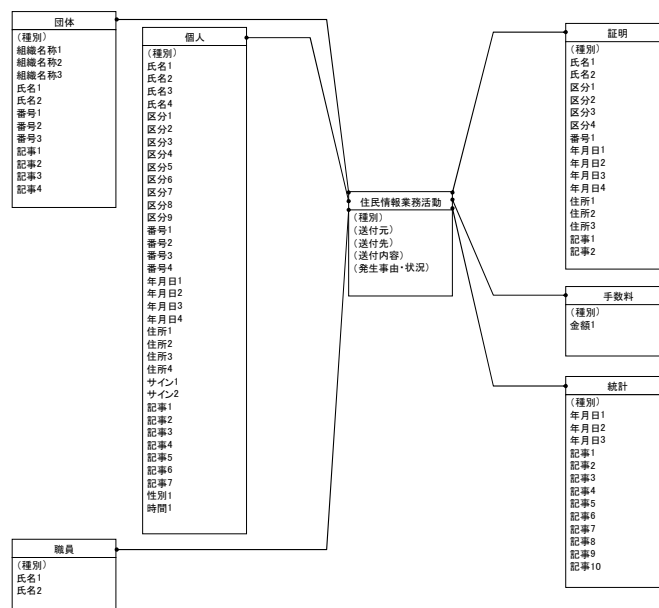 団体
(種別)
組織名称1
組織名称2
組織名称3
氏名1
氏名2
番号1
番号2
番号3
記事1
記事2
記事3
記事4
個人
(種別)
氏名1
氏名2
氏名3
氏名4
区分1
区分2
区分3
区分4
区分5
区分6
区分7
区分8
区分9
番号1
番号2
番号3
番号4
年月日1
年月日2
年月日3
年月日4
住所1
住所2
住所3
住所4
サイン1
サイン2
記事1
記事2
記事3
記事4
記事5
記事6
記事7
性別1
時間1
職員
(種別)
氏名1
氏名2
住民情報業務活動
(種別)
(送付元)
(送付先)
(送付内容)
(発生事由・状況)
証明
(種別)
氏名1
氏名2
区分1
区分2
区分3
区分4
番号1
年月日1
年月日2
年月日3
年月日4
住所1
住所2
住所3
記事1
記事2
手数料
(種別)
金額1
統計
(種別)
年月日1
年月日2
年月日3
記事1
記事2
記事3
記事4
記事5
記事6
記事7
記事8
記事9
記事10